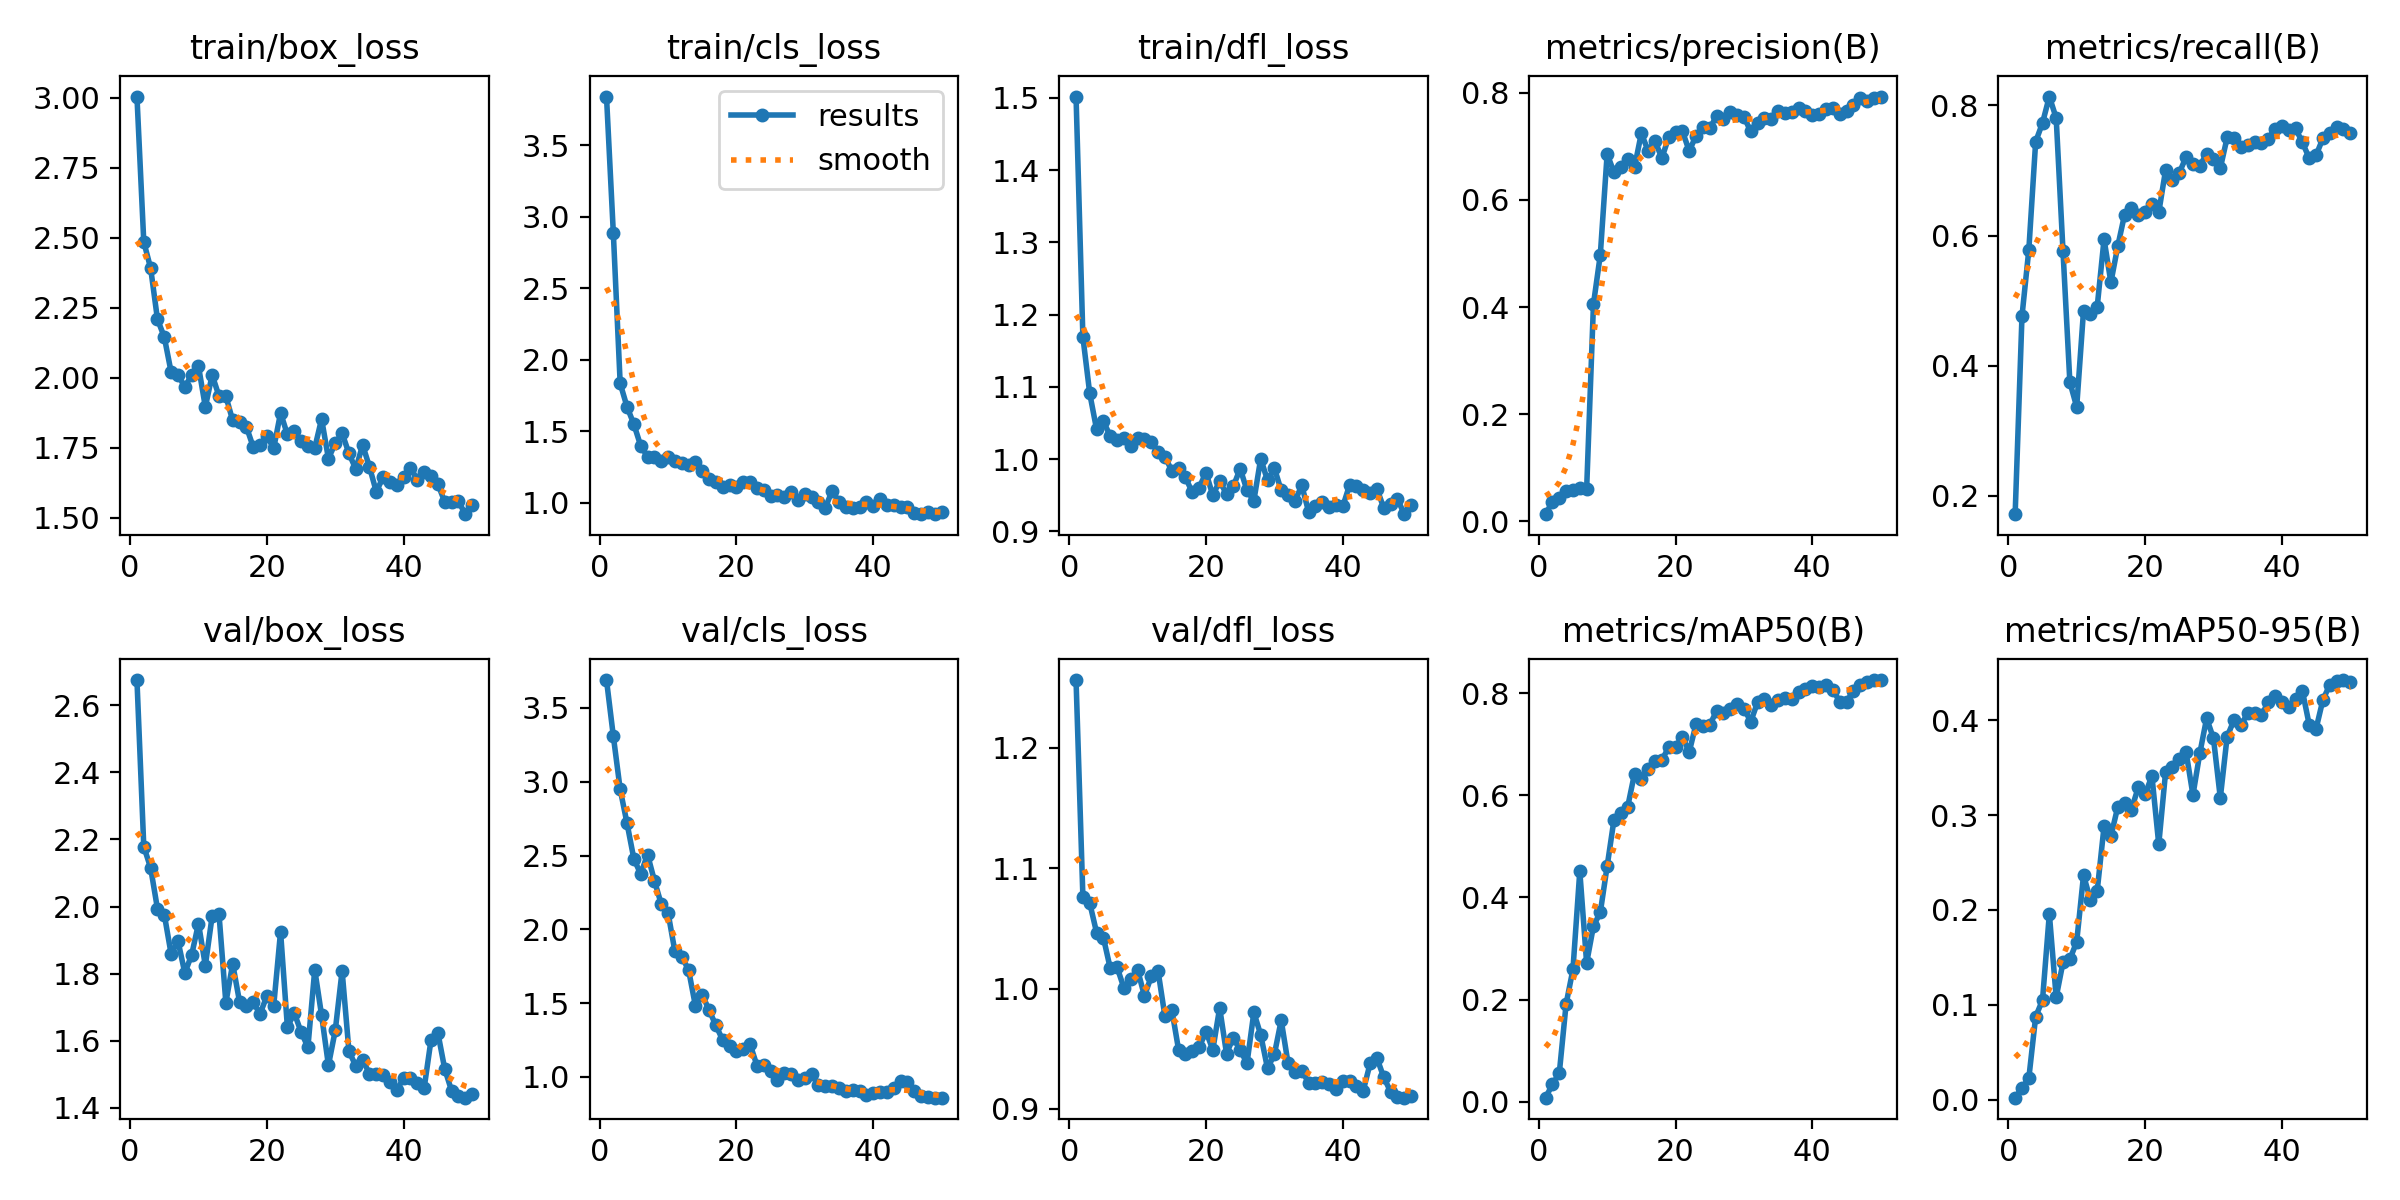 train/box_loss
3.00
2.75
2.50
2.25
2.00
1.75
1.50
0 20 40
train/cls_loss
results
smooth
3.5
3.0
2.5
2.0
1.5
1.0
0 20 40
train/dfl_loss
1.5
1.4
1.3
1.2
1.1
1.0
0.9
0 20 40
metrics/precision(B)
0.8
0.6
0.4
0.2
0.0
0 20 40
metrics/recall(B)
0.8
0.6
0.4
0.2
0 20 40
val/box_loss
2.6
2.4
2.2
2.0
1.8
1.6
1.4
0 20 40
val/cls_loss
3.5
3.0
2.5
2.0
1.5
1.0
0 20 40
val/dfl_loss
1.2
1.1
1.0
0.9
0 20 40
metrics/mAP50(B)
0.8
0.6
0.4
0.2
0.0
0 20 40
metrics/mAP50-95(B)
0.4
0.3
0.2
0.1
0.0
0 20 40